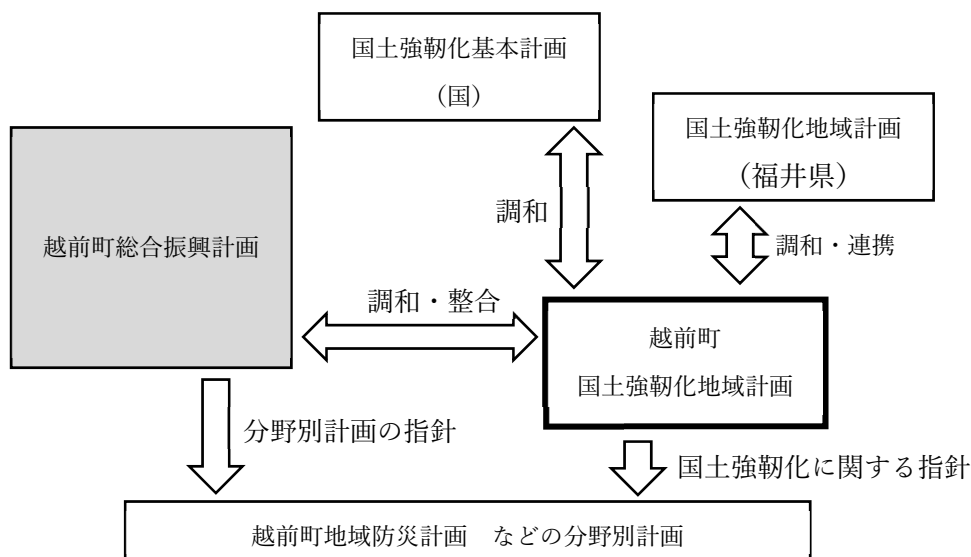 国土強靭化基本計画
（国）
国土強靭化地域計画
（福井県）
越前町総合振興計画
調和
調和・連携
調和・整合
越前町
国土強靭化地域計画
分野別計画の指針
国土強靭化に関する指針
越前町地域防災計画　などの分野別計画